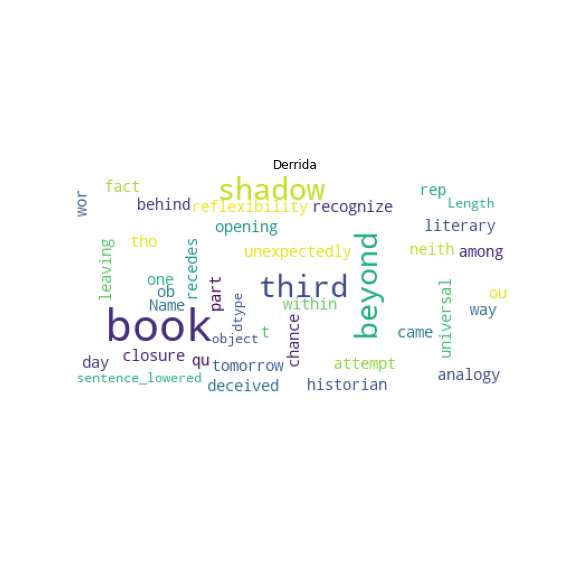 Derrida
fact
shadow
rep
wor
behind
reflexibility
recognize
Length
opening
literary
tho
unexpectedly
neith
among
leaving
recedes
beyond
one
ob
Name
part
third
within
universal
ou
way
book
dtype
object
t
chance
came
day
closure
qu
tomorrow
attempt
sentence_lowered
deceived
historian
analogy